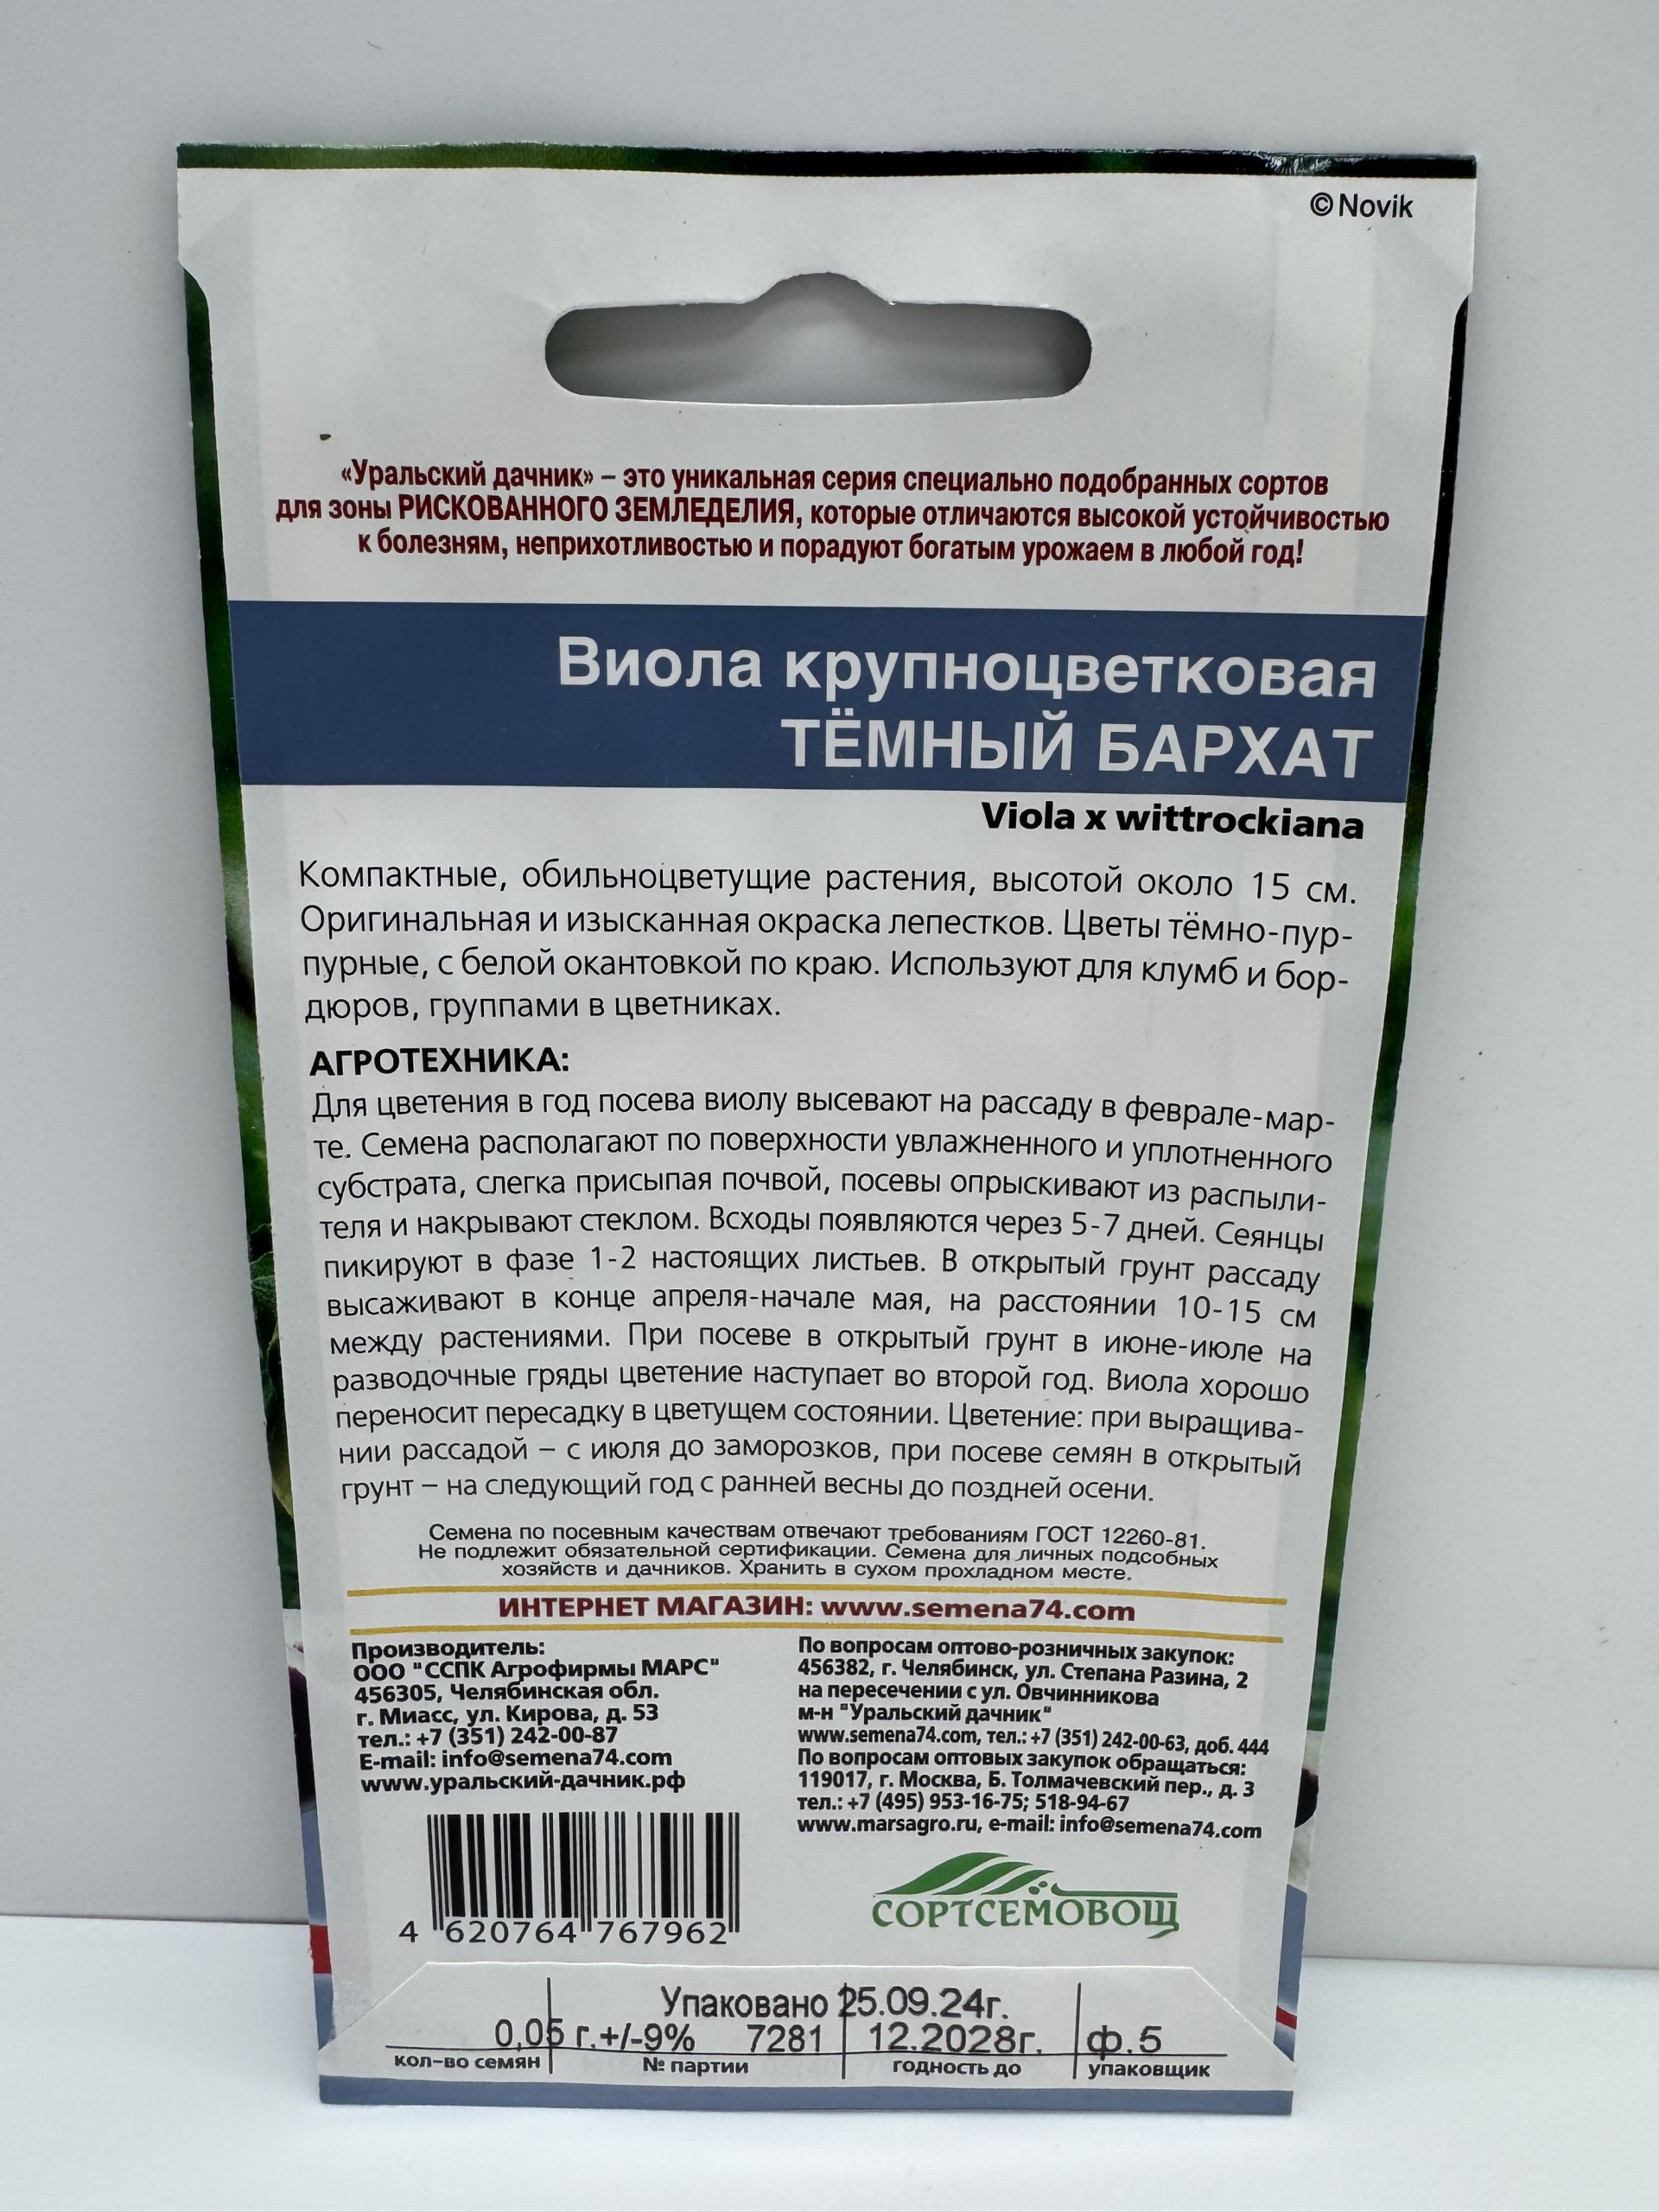 ©Novik
«Уральский дачник» – это уникальная серия специально подобранных сортов
для зоны РИСКОВАННОГО ЗЕМЛЕДЕЛИЯ, которые отличаются высокой устойчивостью
к болезням, неприхотливостью и порадуют богатым урожаем в любой год!
Виола крупноцветковая
ТЁМНЫЙ БАРХАТ
Viola x wittrockiana
Компактные, обильноцветущие растения, высотой около 15 см.
Оригинальная и изысканная окраска лепестков. Цветы тёмно-пур-
пурные, с белой окантовкой по краю. Используют для клумб и бор-
дюров, группами в цветниках.
АГРОТЕХНИКА:
Для цветения в год посева виолу высевают на рассаду в феврале-мар-
те. Семена располагают по поверхности увлажненного и уплотненного
субстрата, слегка присыпая почвой, посевы опрыскивают из распыли-
теля и накрывают стеклом. Всходы появляются через 5-7 дней. Сеянцы
пикируют в фазе 1-2 настоящих листьев. В открытый грунт рассаду
высаживают в конце апреля-начале мая, на расстоянии 10-15 см
между растениями. При посеве в открытый грунт в июне-июле на
разводочные гряды цветение наступает во второй год. Виола хорошо
переносит пересадку в цветущем состоянии. Цветение: при выращива-
нии рассадой – с июля до заморозков, при посеве семян в открытый
грунт – на следующий год с ранней весны до поздней осени.
Семена по посевным качествам отвечают требованиям ГОСТ 12260-81.
Не подлежит обязательной сертификации. Семена для личных подсобных
хозяйств и дачников. Хранить в сухом прохладном месте.
ИНТЕРНЕТ МАГАЗИН: www.semena74.com
Производитель:
ООО "ССПК Агрофирмы МАРС"
456305, Челябинская обл.
г. Миасс, ул. Кирова, д. 53
тел.: +7 (351) 242-00-87
E-mail: info@semena74.com
www.уральский-дачник.рф
По вопросам оптово-розничных закупок:
456382, г. Челябинск, ул. Степана Разина, 2
на пересечении с ул. Овчинникова
м-н "Уральский дачник"
www.semena74.com, тел.: +7 (351) 242-00-63, доб. 444
По вопросам оптовых закупок обращаться:
119017, г. Москва, Б. Толмачевский пер., д. 3
тел.: +7 (495) 953-16-75; 518-94-67
www.marsagro.ru, e-mail: info@semena74.com
4 620764 767962
СОРТСЕМОВОЩ
Упаковано 25.09.24г.
0,05 г.+/-9% 7281 12.2028г. ф.5
кол-во семян № партии годность до упаковщик